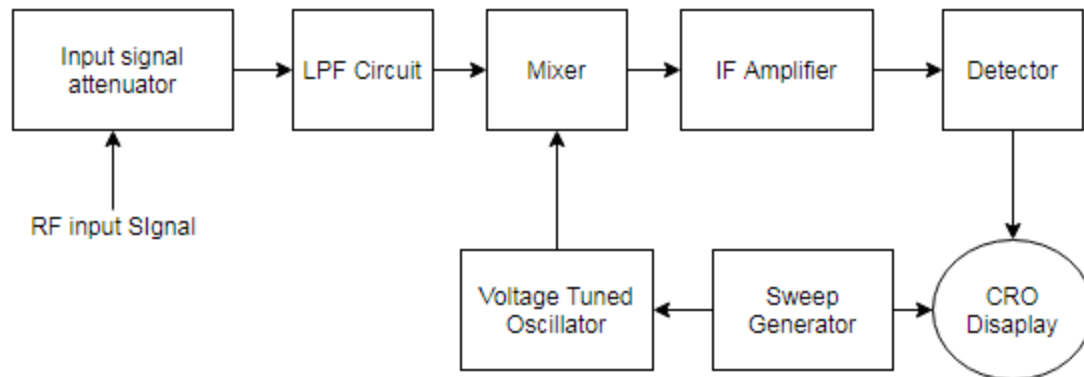 Input signal
attenuator
LPF Circuit
Mixer
IF Amplifier
Detector
RF input SIgnal
Voltage Tuned
Oscillator
Sweep
Generator
CRO
Disaplay